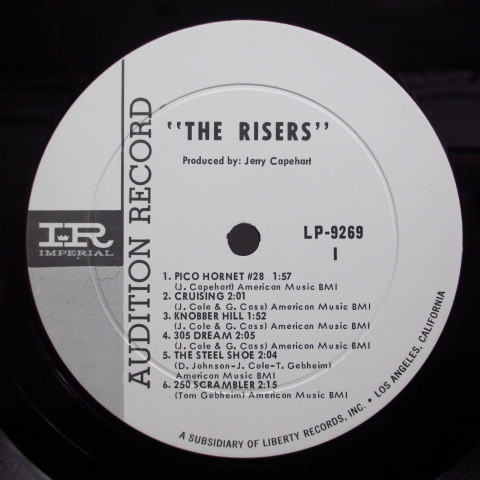 "THE RISERS"
Produced by: Jerry Capehart
AUDITION RECORD
IR
IMPERIAL
LP-9269
1
1. PICO HORNET #28 1:57
(J. Capehart) American Music BMI
2. CRUISING 2:01
(J. Cole & G. Cass) American Music BMI
3. KNOBBER HILL 1:52
(J. Cole & G. Cass) American Music BMI
4. 305 DREAM 2:05
(J. Cole & G. Cass) American Music BMI
5. THE STEEL SHOE 2:04
(D. Johnson-J. Cole-T. Gebheim)
American Music BMI
6. 250 SCRAMBLER 2:15
(Tom Gebheim) American Music BMI
A SUBSIDIARY OF LIBERTY RECORDS, INC. • LOS ANGELES, CALIFORNIA